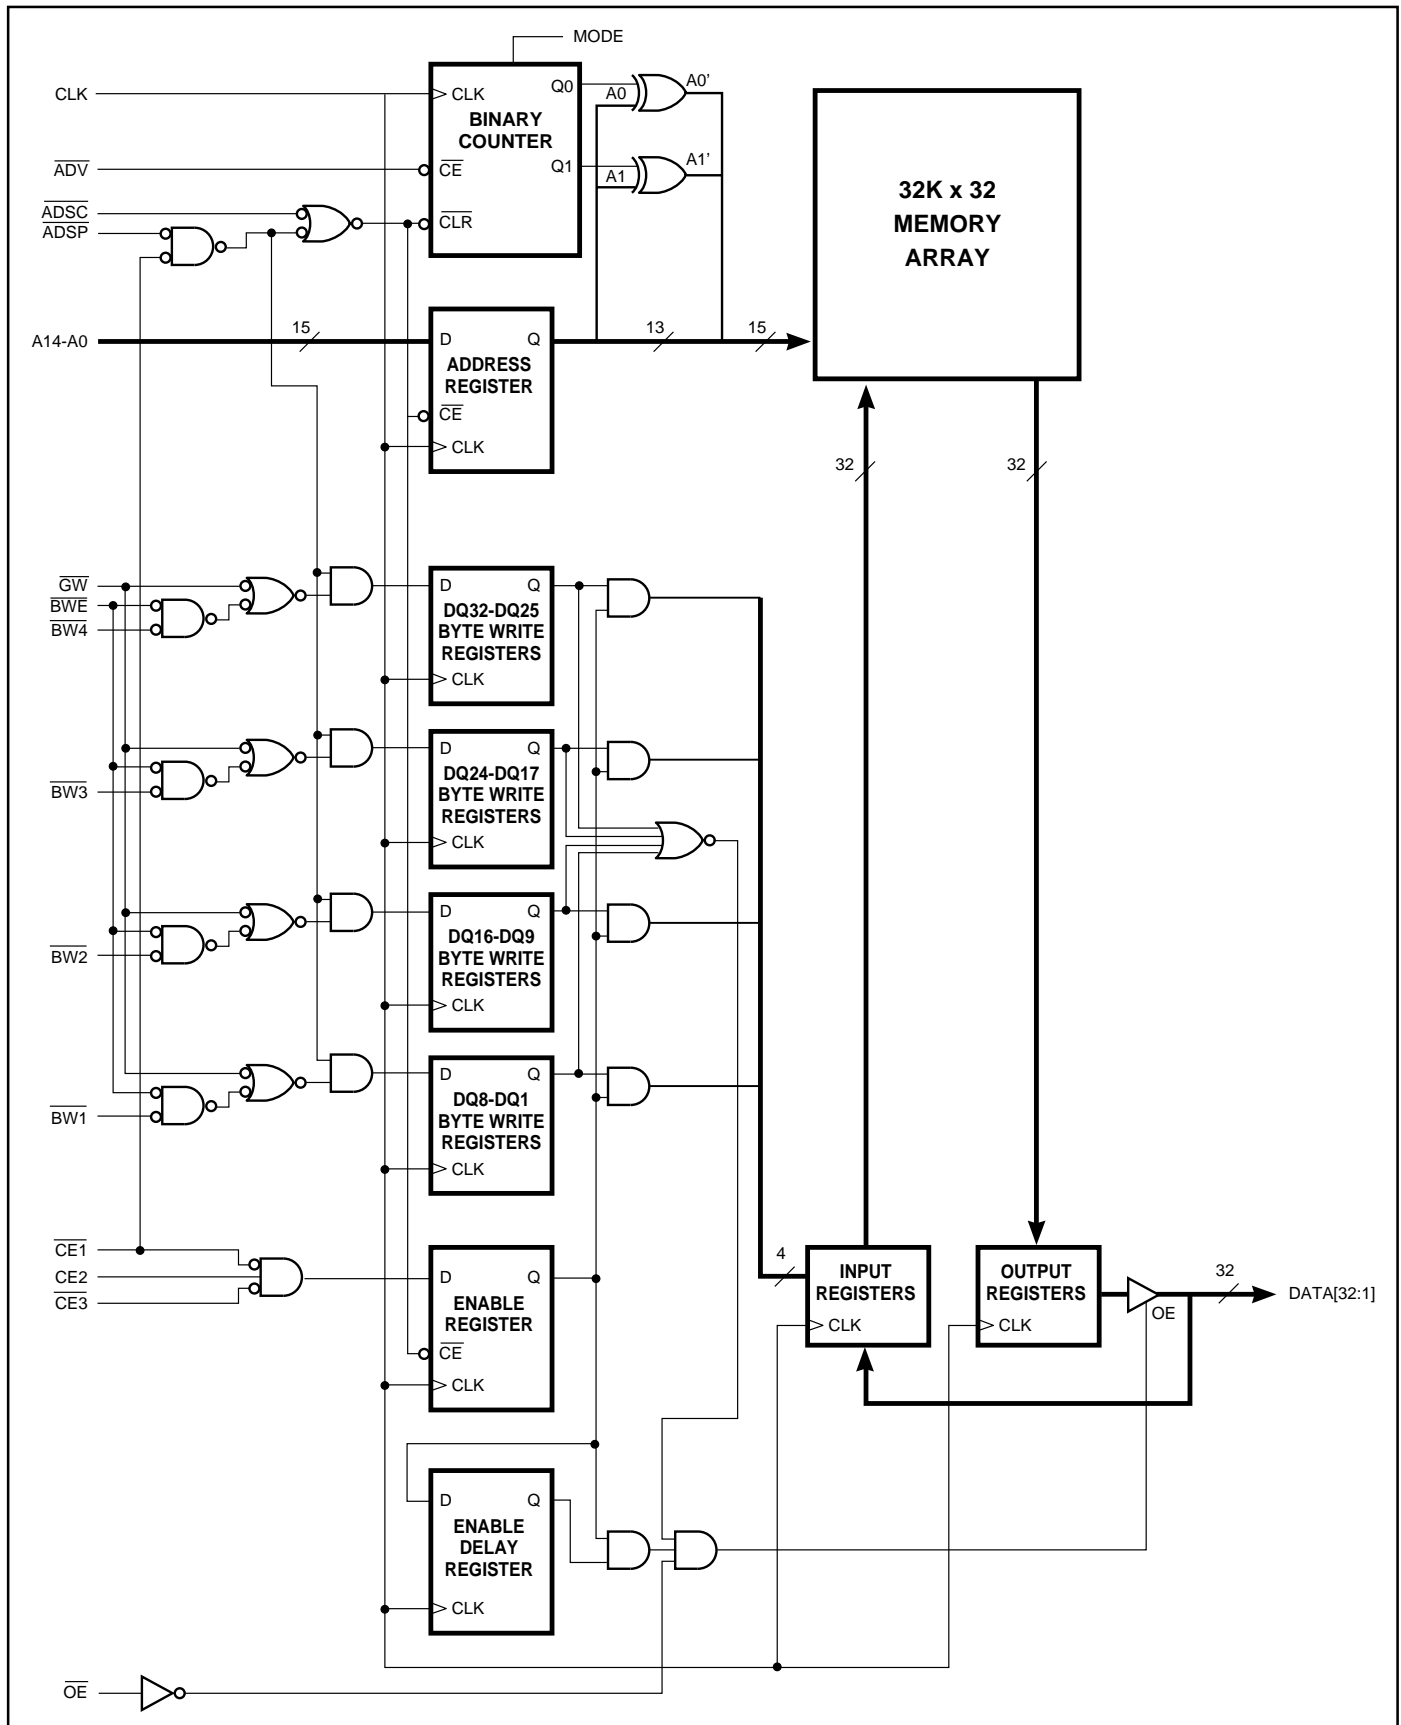 MODE
CLK
CLK
Q0
A0
A0’
BINARY
COUNTER
ADV
CE
Q1
A1
A1’
ADSC
ADSP
CLR
32K x 32
MEMORY
ARRAY
A14-A0
15
D
Q
13
15
ADDRESS
REGISTER
CE
CLK
32
32
GW
BWE
BW4
D
Q
DQ32-DQ25
BYTE WRITE
REGISTERS
CLK
BW3
D
Q
DQ24-DQ17
BYTE WRITE
REGISTERS
CLK
BW2
D
Q
DQ16-DQ9
BYTE WRITE
REGISTERS
CLK
BW1
D
Q
DQ8-DQ1
BYTE WRITE
REGISTERS
CLK
CE1
CE2
CE3
D
Q
ENABLE
REGISTER
CE
CLK
4
INPUT
REGISTERS
CLK
OUTPUT
REGISTERS
CLK
OE
32
DATA[32:1]
D
Q
ENABLE
DELAY
REGISTER
CLK
OE